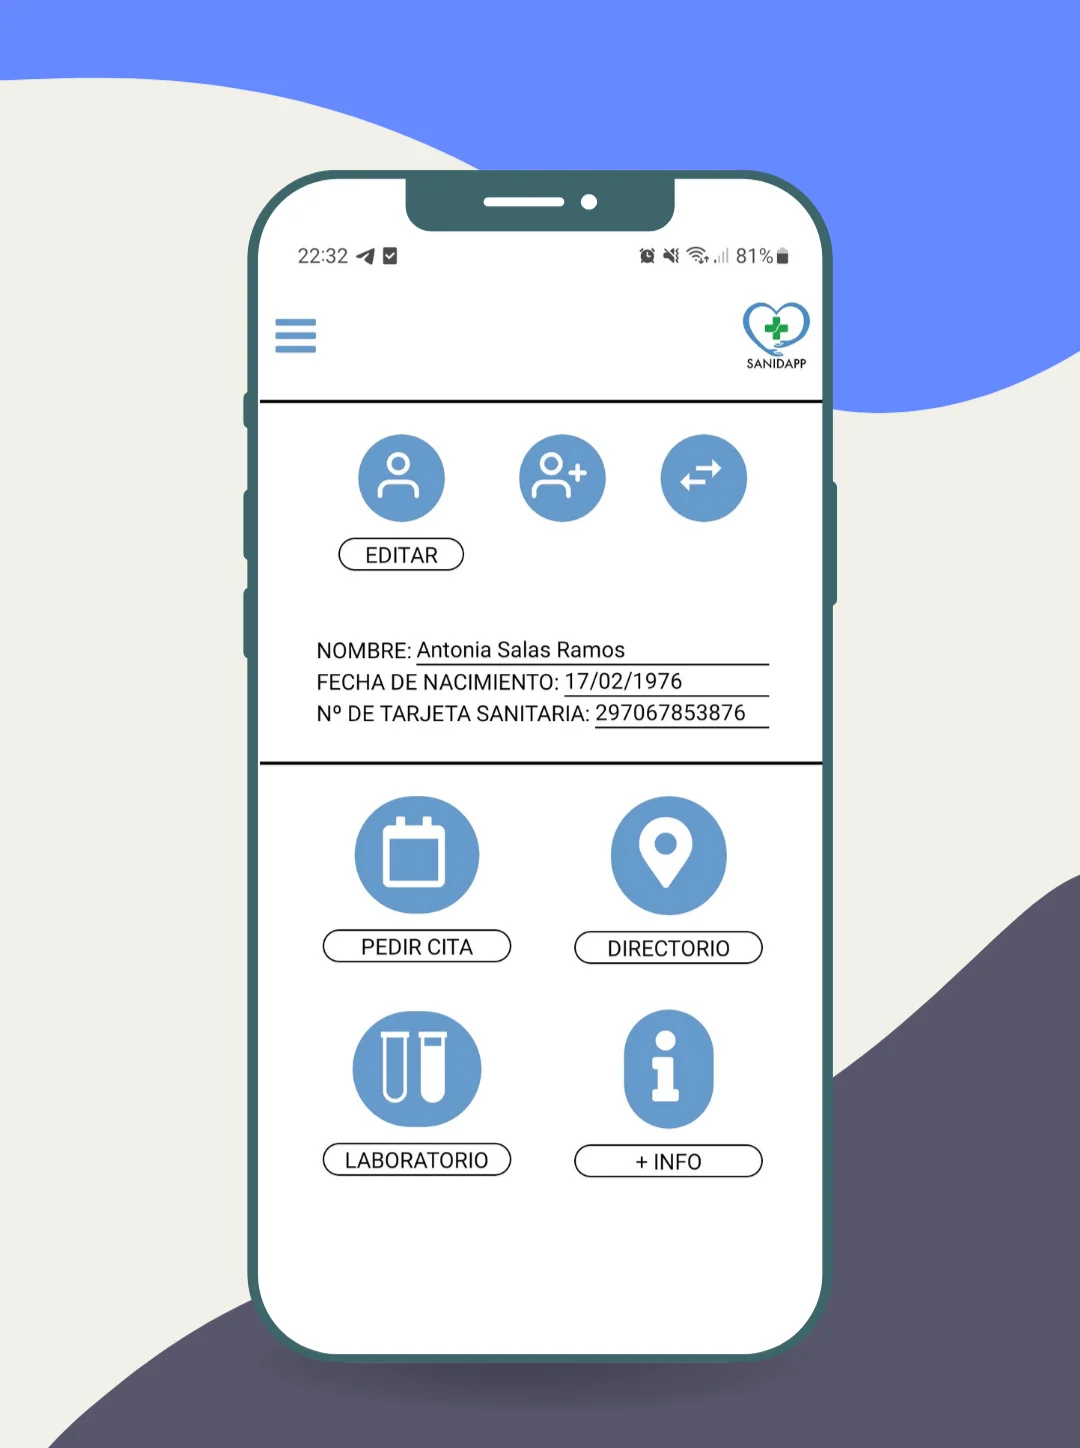 22:32 81%
SANIDAPP
EDITAR
NOMBRE: Antonia Salas Ramos
FECHA DE NACIMIENTO: 17/02/1976
Nº DE TARJETA SANITARIA: 297067853876
PEDIR CITA
DIRECTORIO
LABORATORIO
+ INFO